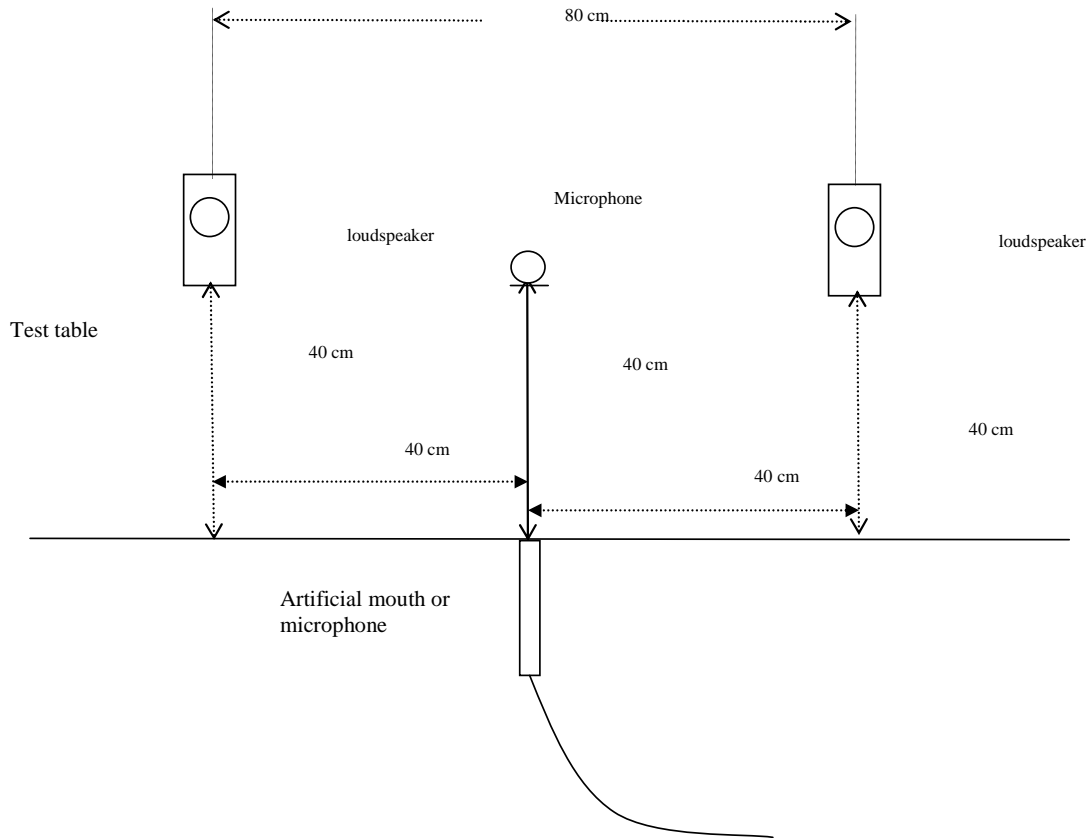 80 cm
Microphone
loudspeaker
loudspeaker
Test table
40 cm
40 cm
40 cm
40 cm
40 cm
Artificial mouth or
microphone